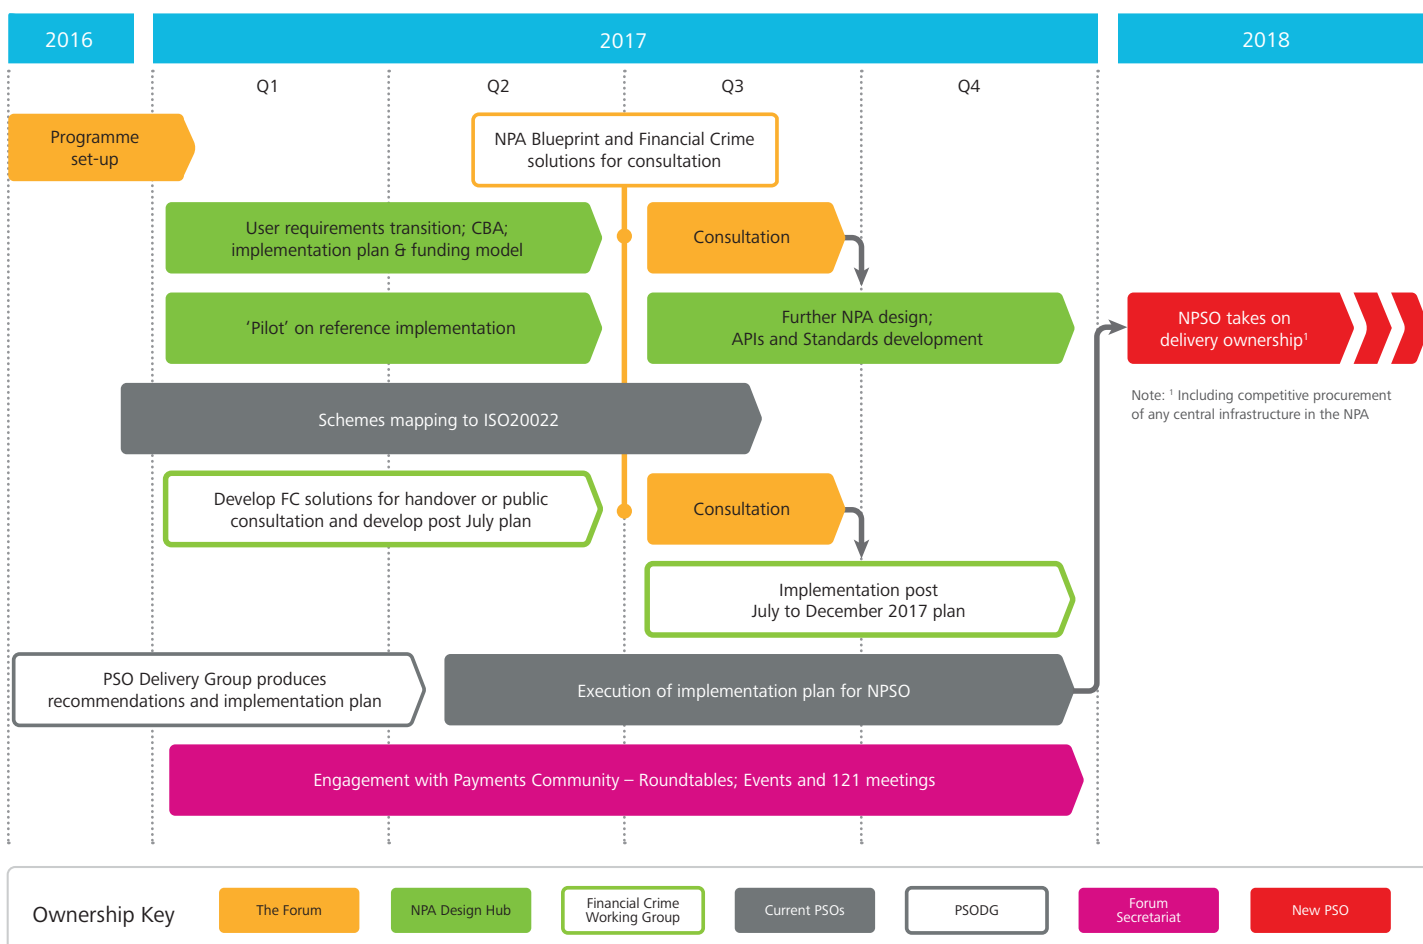 2016
2017
2018
Q1
Q2
Q3
Q4
Programme
set-up
NPA Blueprint and Financial Crime
solutions for consultation
User requirements transition; CBA;
implementation plan & funding model
Consultation
'Pilot' on reference implementation
Further NPA design;
APIs and Standards development
NPSO takes on
delivery ownership¹
Note: ¹ Including competitive procurement
of any central infrastructure in the NPA
Schemes mapping to ISO20022
Develop FC solutions for handover or public
consultation and develop post July plan
Consultation
Implementation post
July to December 2017 plan
PSO Delivery Group produces
recommendations and implementation plan
Execution of implementation plan for NPSO
Engagement with Payments Community – Roundtables; Events and 121 meetings
Ownership Key
The Forum
NPA Design Hub
Financial Crime
Working Group
Current PSOs
PSODG
Forum
Secretariat
New PSO